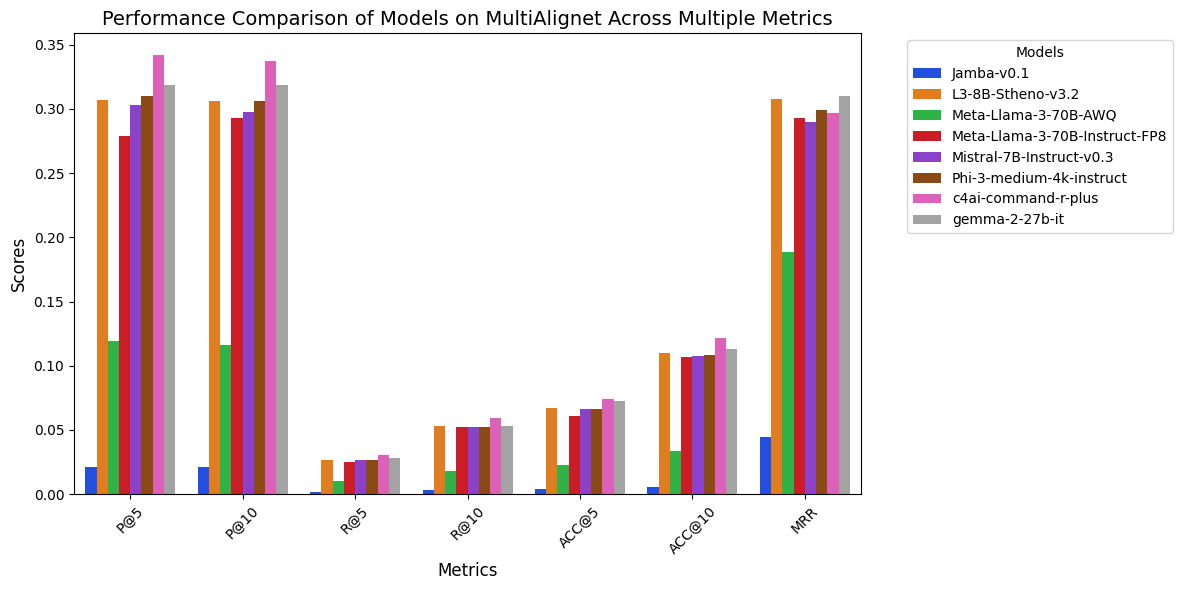 Performance Comparison of Models on MultiAlignet Across Multiple Metrics
Scores
0.35
0.30
0.25
0.20
0.15
0.10
0.05
0.00
P@5
P@10
R@5
R@10
ACC@5
ACC@10
MRR
Metrics
Models
Jamba-v0.1
L3-8B-Stheno-v3.2
Meta-Llama-3-70B-AWQ
Meta-Llama-3-70B-Instruct-FP8
Mistral-7B-Instruct-v0.3
Phi-3-medium-4k-instruct
c4ai-command-r-plus
gemma-2-27b-it